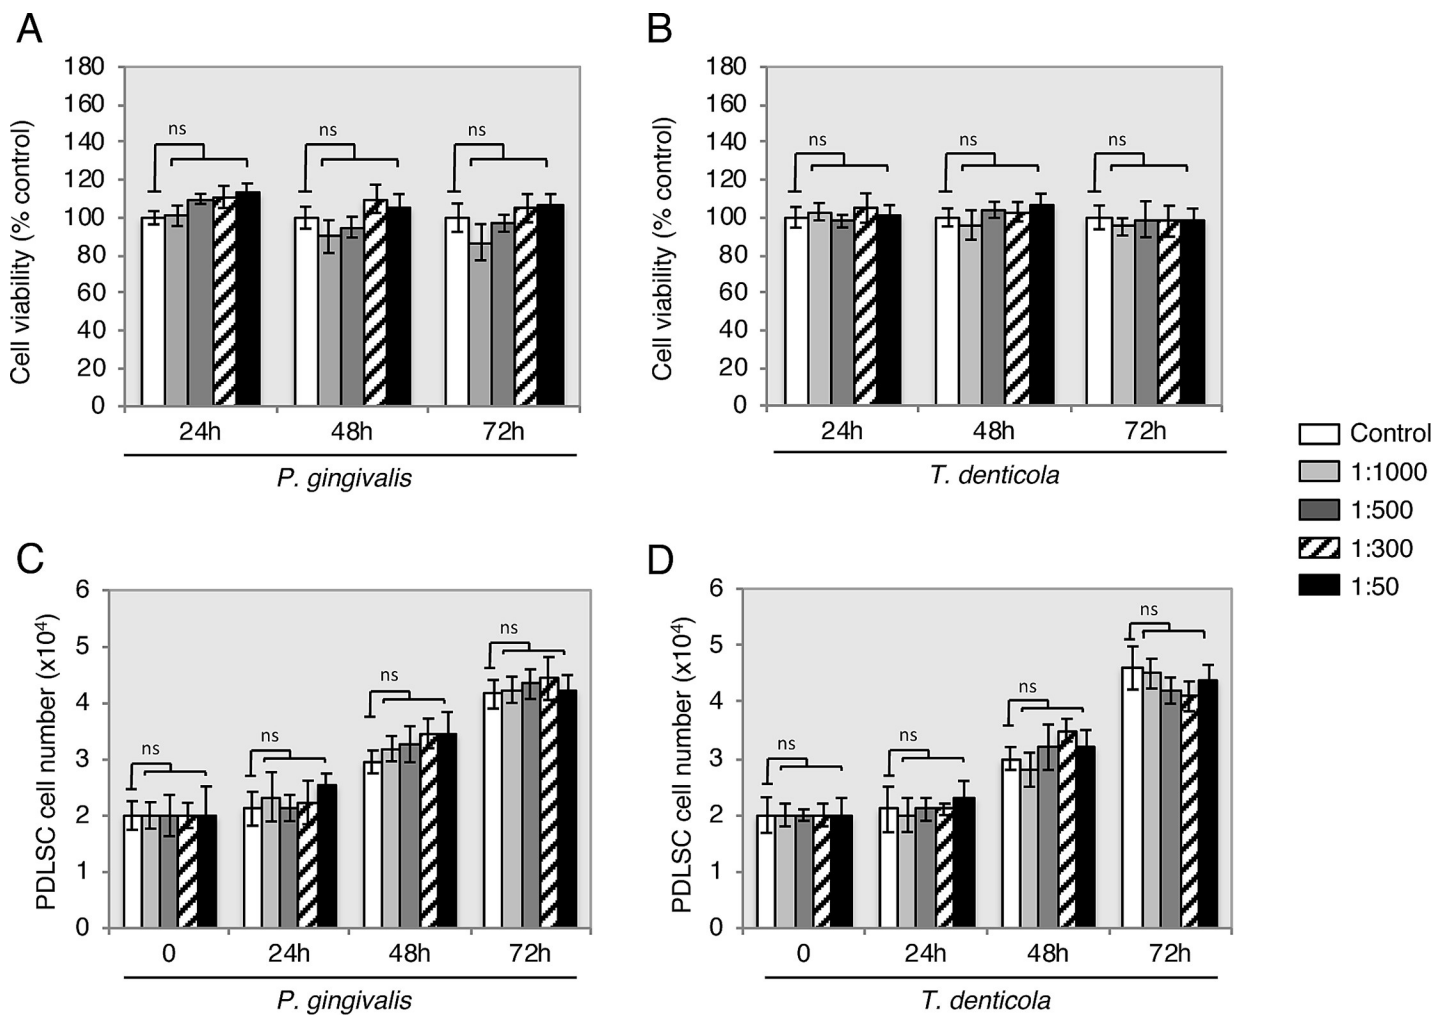 A
Cell viability (% control)
180
160
140
120
100
80
60
40
20
0
ns
ns
ns
24h
48h
72h
P. gingivalis
B
Cell viability (% control)
180
160
140
120
100
80
60
40
20
0
ns
ns
ns
24h
48h
72h
T. denticola
Control
1:1000
1:500
1:300
1:50
C
PDLSC cell number (x10⁴)
6
5
4
3
2
1
0
ns
ns
ns
ns
0
24h
48h
72h
P. gingivalis
D
PDLSC cell number (x10⁴)
6
5
4
3
2
1
0
ns
ns
ns
ns
0
24h
48h
72h
T. denticola